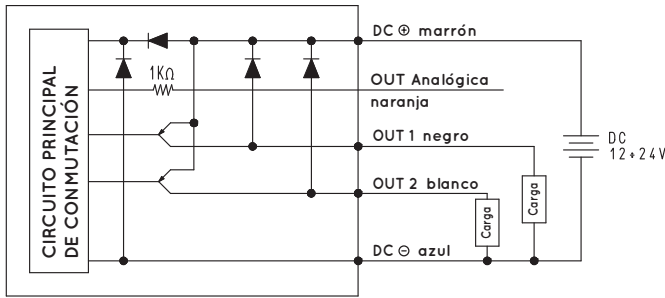 CIRCUITO PRINCIPAL
DE CONMUTACIÓN
1KΩ
DC ⊕ marrón
OUT Analógica
naranja
OUT 1 negro
OUT 2 blanco
DC ⊖ azul
Carga
Carga
DC
12÷24V